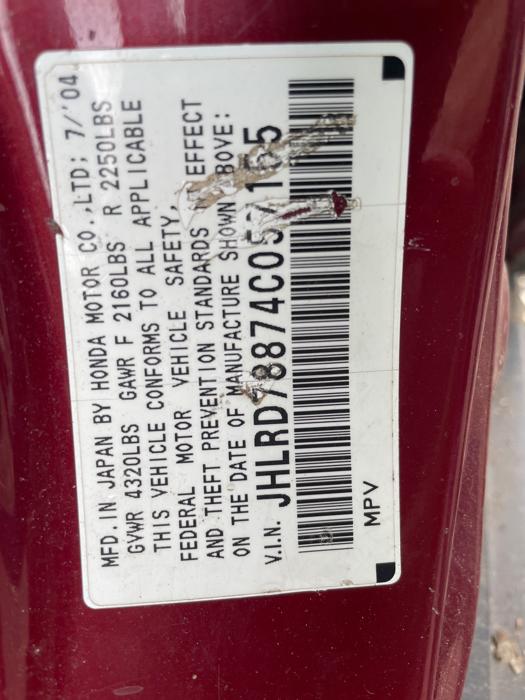 MFD. IN JAPAN BY HONDA MOTOR CO.,LTD; 7/'04
GVWR 4320LBS GAWR F 2160LBS R 2250LBS
THIS VEHICLE CONFORMS TO ALL APPLICABLE
FEDERAL MOTOR VEHICLE SAFETY,
AND THEFT PREVENTION STANDARDS EFFECT
ON THE DATE OF MANUFACTURE SHOWN ABOVE:
V.I.N.
MPV